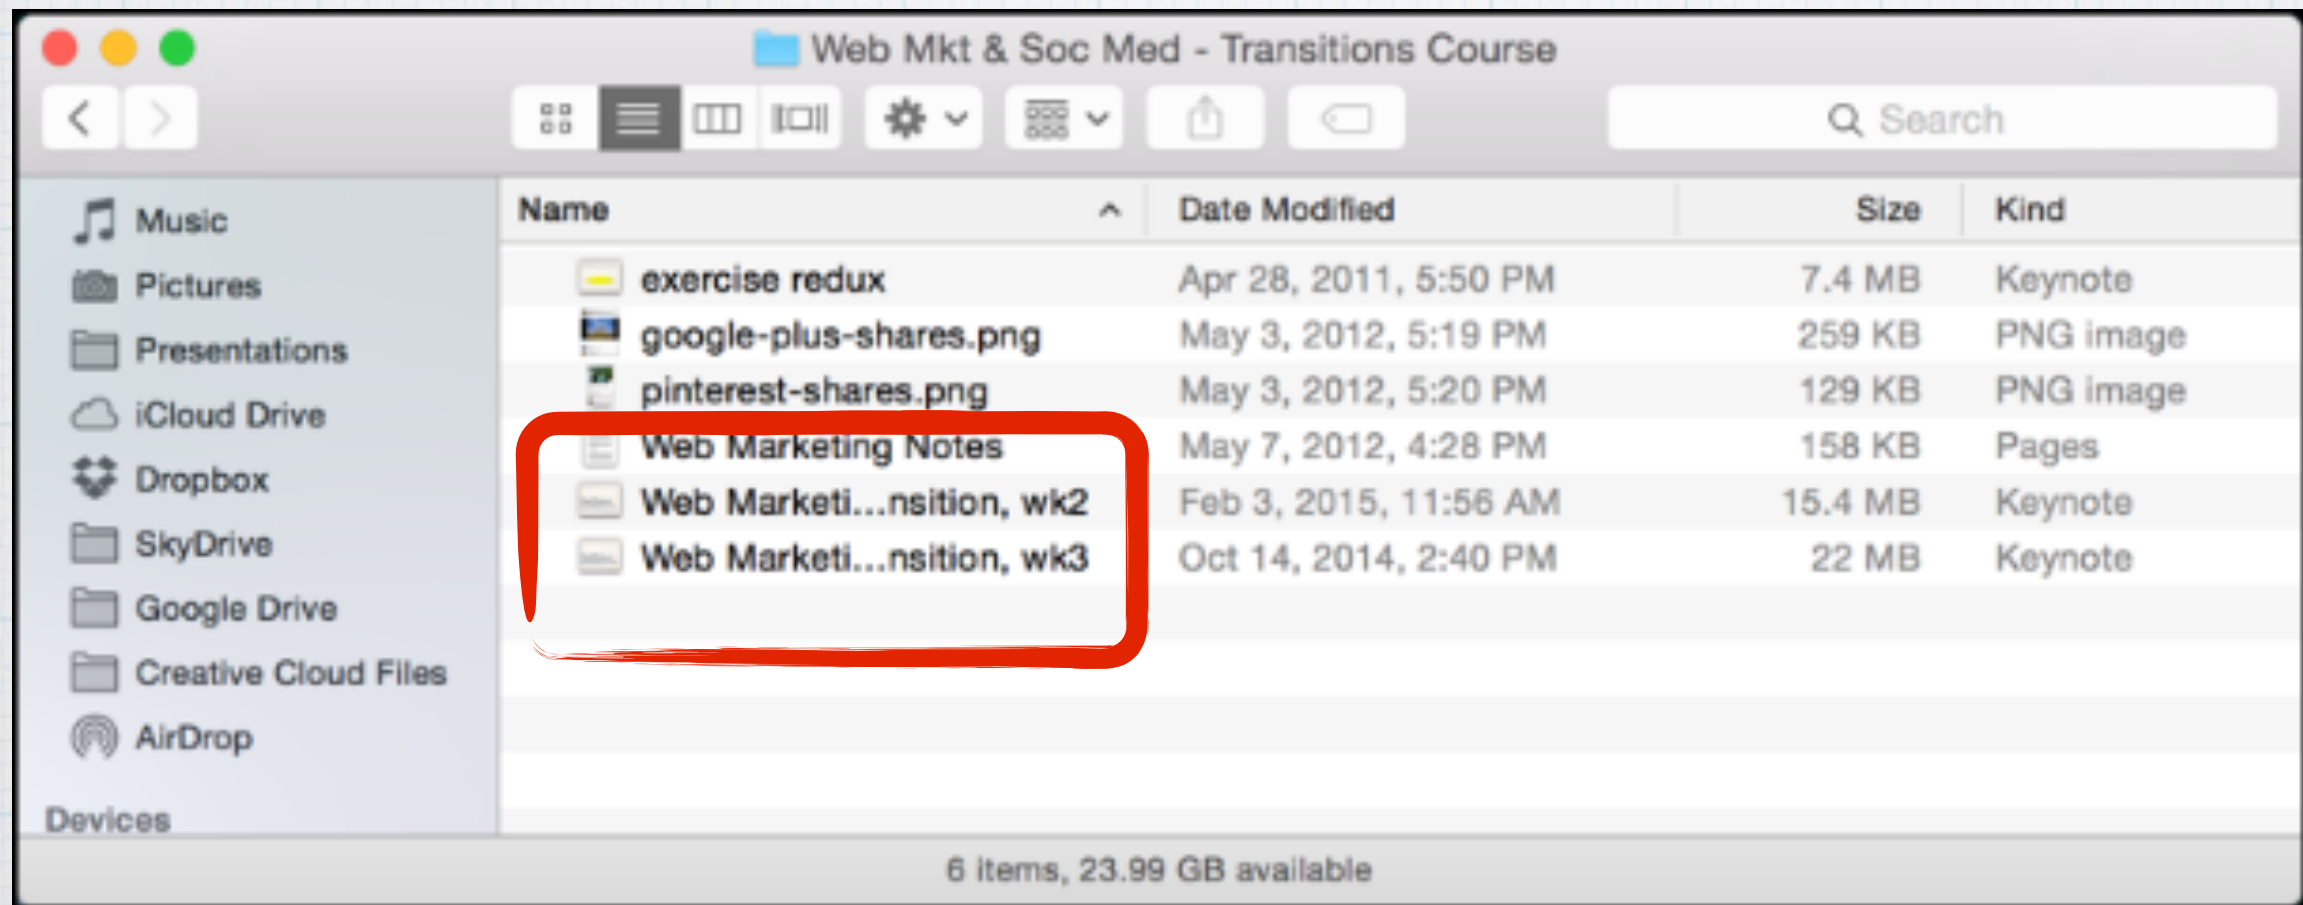 Web Mkt & Soc Med - Transitions Course
Search
Music
Pictures
Presentations
iCloud Drive
Dropbox
SkyDrive
Google Drive
Creative Cloud Files
AirDrop
Devices
Name Date Modified Size Kind
exercise redux Apr 28, 2011, 5:50 PM 7.4 MB Keynote
google-plus-shares.png May 3, 2012, 5:19 PM 259 KB PNG image
pinterest-shares.png May 3, 2012, 5:20 PM 129 KB PNG image
Web Marketing Notes May 7, 2012, 4:28 PM 158 KB Pages
Web Marketi...nsition, wk2 Feb 3, 2015, 11:56 AM 15.4 MB Keynote
Web Marketi...nsition, wk3 Oct 14, 2014, 2:40 PM 22 MB Keynote
6 items, 23.99 GB available